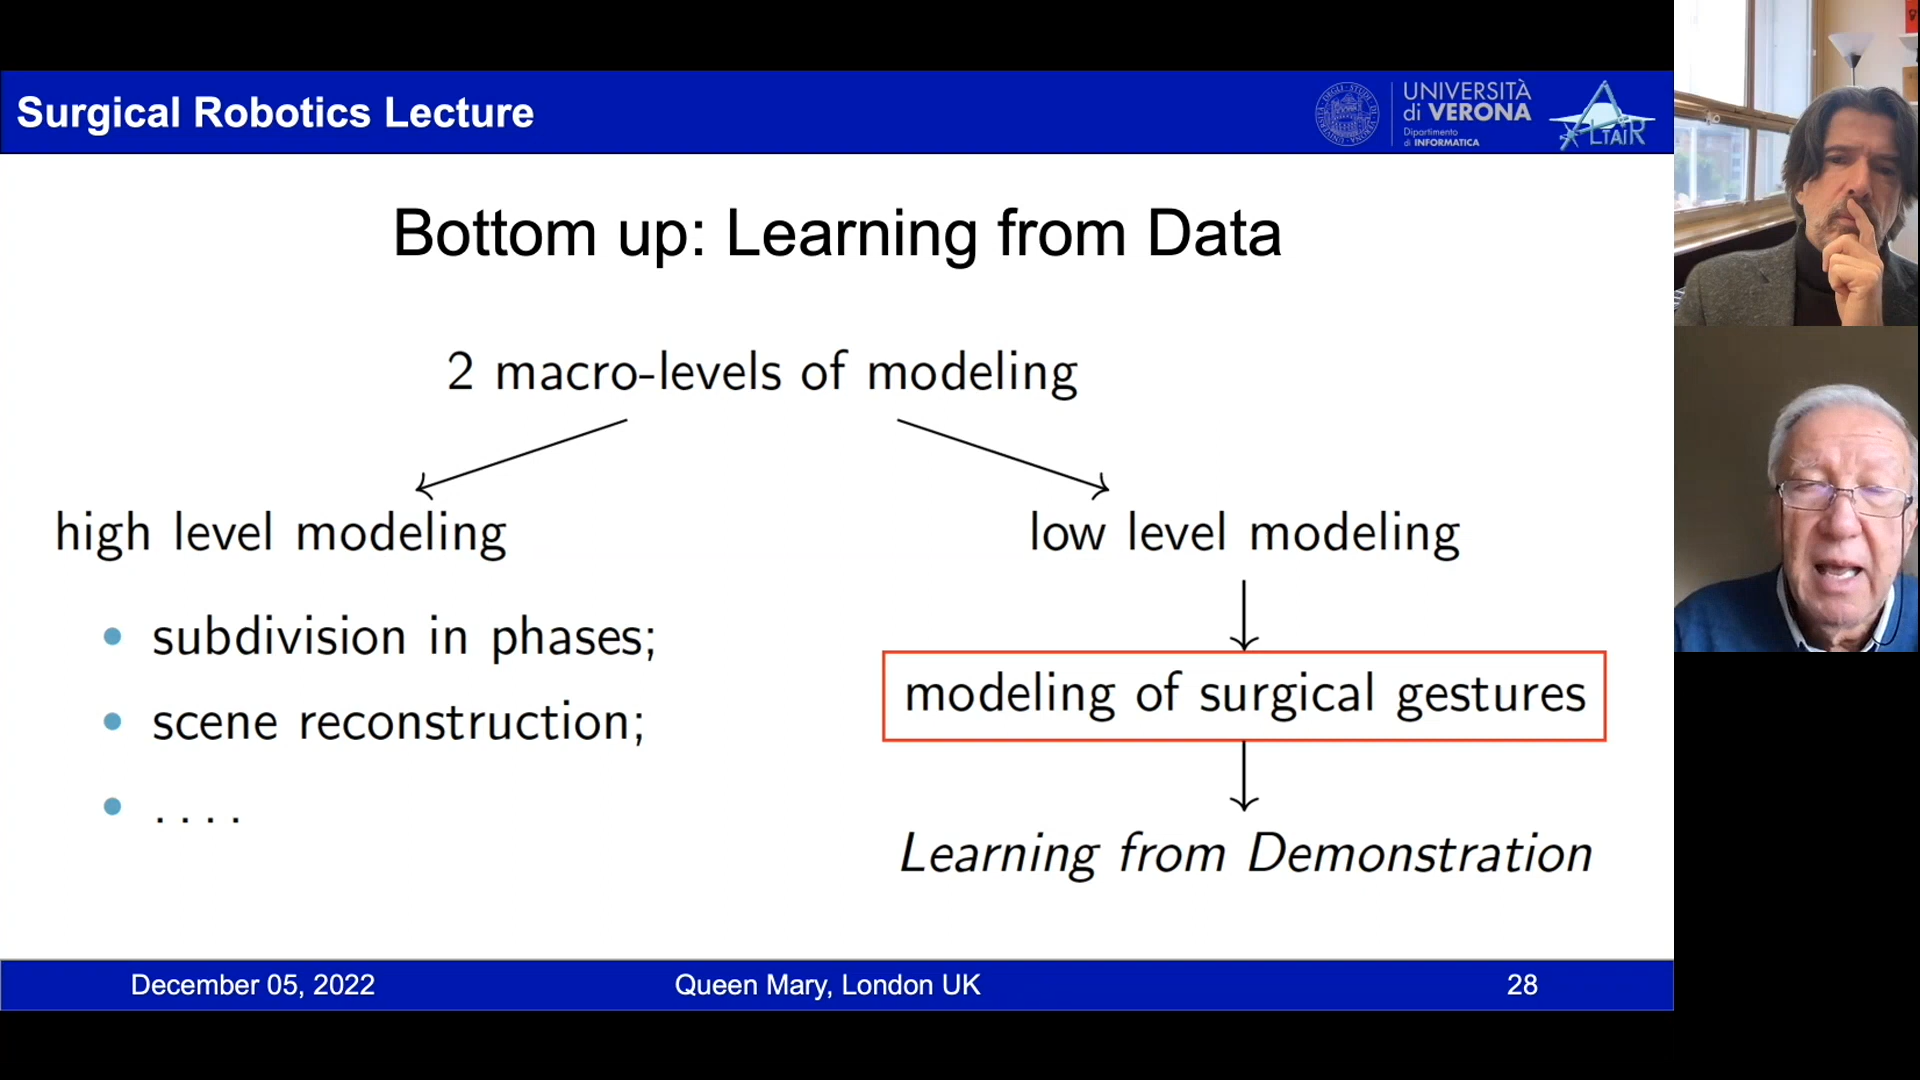 Surgical Robotics Lecture
UNIVERSITÀ
di VERONA
Dipartimento
di INFORMATICA
ALTAIR
Bottom up: Learning from Data
2 macro-levels of modeling
high level modeling
low level modeling
• subdivision in phases;
• scene reconstruction;
• ....
modeling of surgical gestures
Learning from Demonstration
December 05, 2022
Queen Mary, London UK
28